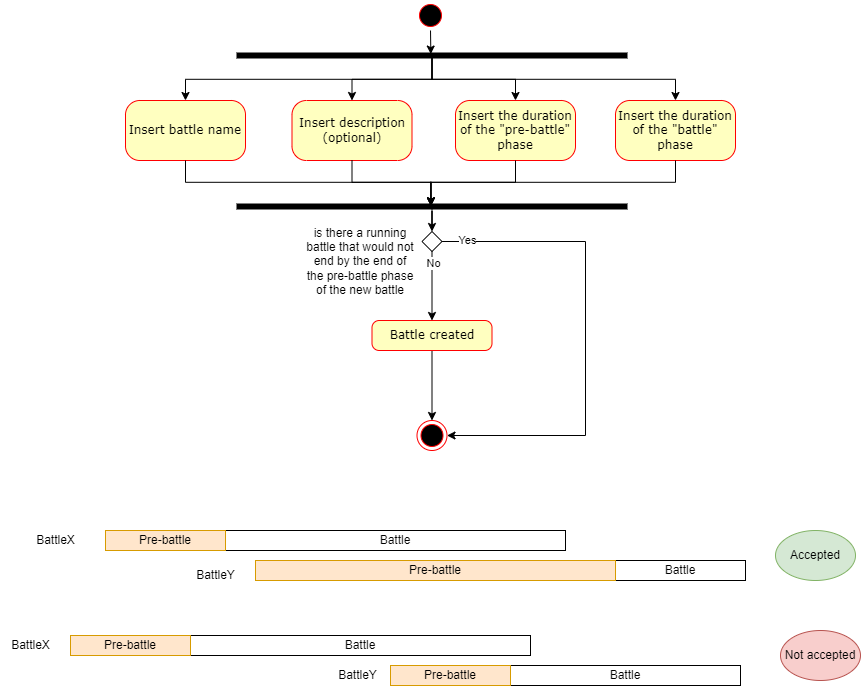 Insert battle name
Insert description
(optional)
Insert the duration
of the "pre-battle"
phase
Insert the duration
of the "battle"
phase
is there a running
battle that would not
end by the end of
the pre-battle phase
of the new battle
Yes
No
Battle created
BattleX
Pre-battle
Battle
BattleY
Pre-battle
Battle
Accepted
BattleX
Pre-battle
Battle
BattleY
Pre-battle
Battle
Not accepted